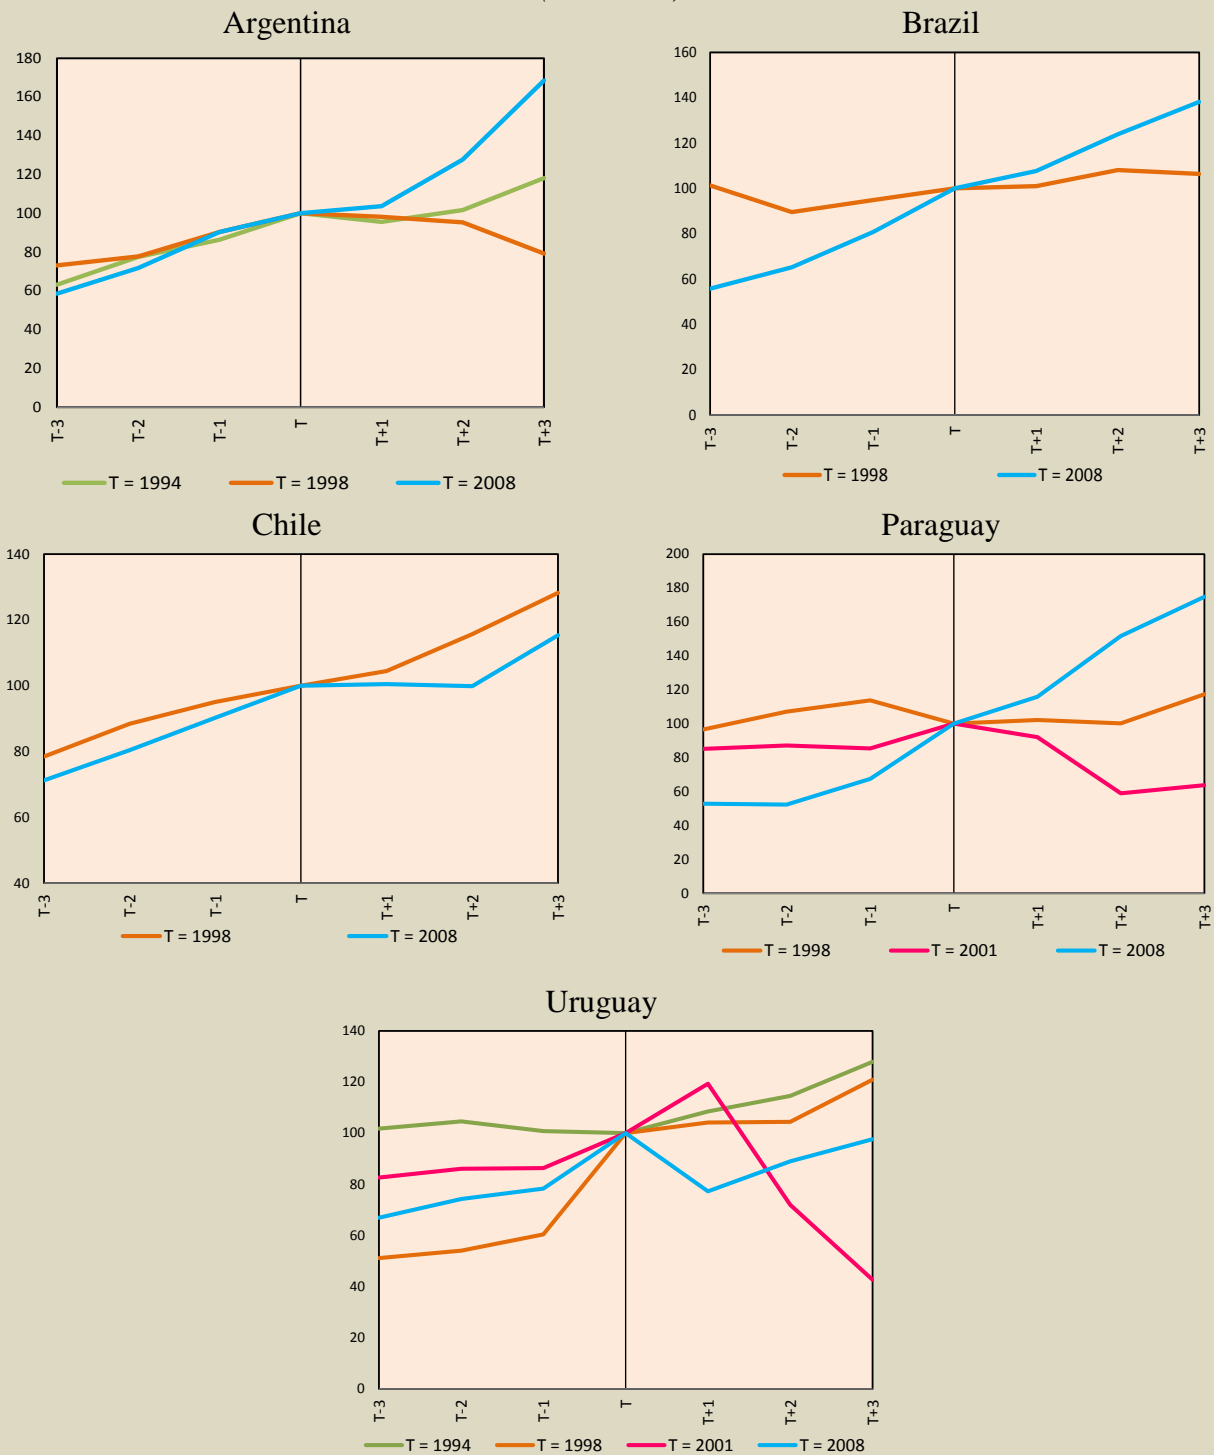 Argentina
180
160
140
120
100
80
60
40
20
0
T-3
T-2
T-1
T
T+1
T+2
T+3
T = 1994
T = 1998
T = 2008
Brazil
160
140
120
100
80
60
40
20
0
T-3
T-2
T-1
T
T+1
T+2
T+3
T = 1998
T = 2008
Chile
140
120
100
80
60
40
T-3
T-2
T-1
T
T+1
T+2
T+3
T = 1998
T = 2008
Paraguay
200
180
160
140
120
100
80
60
40
20
0
T-3
T-2
T-1
T
T+1
T+2
T+3
T = 1998
T = 2001
T = 2008
Uruguay
140
120
100
80
60
40
20
0
T-3
T-2
T-1
T
T+1
T+2
T+3
T = 1994
T = 1998
T = 2001
T = 2008